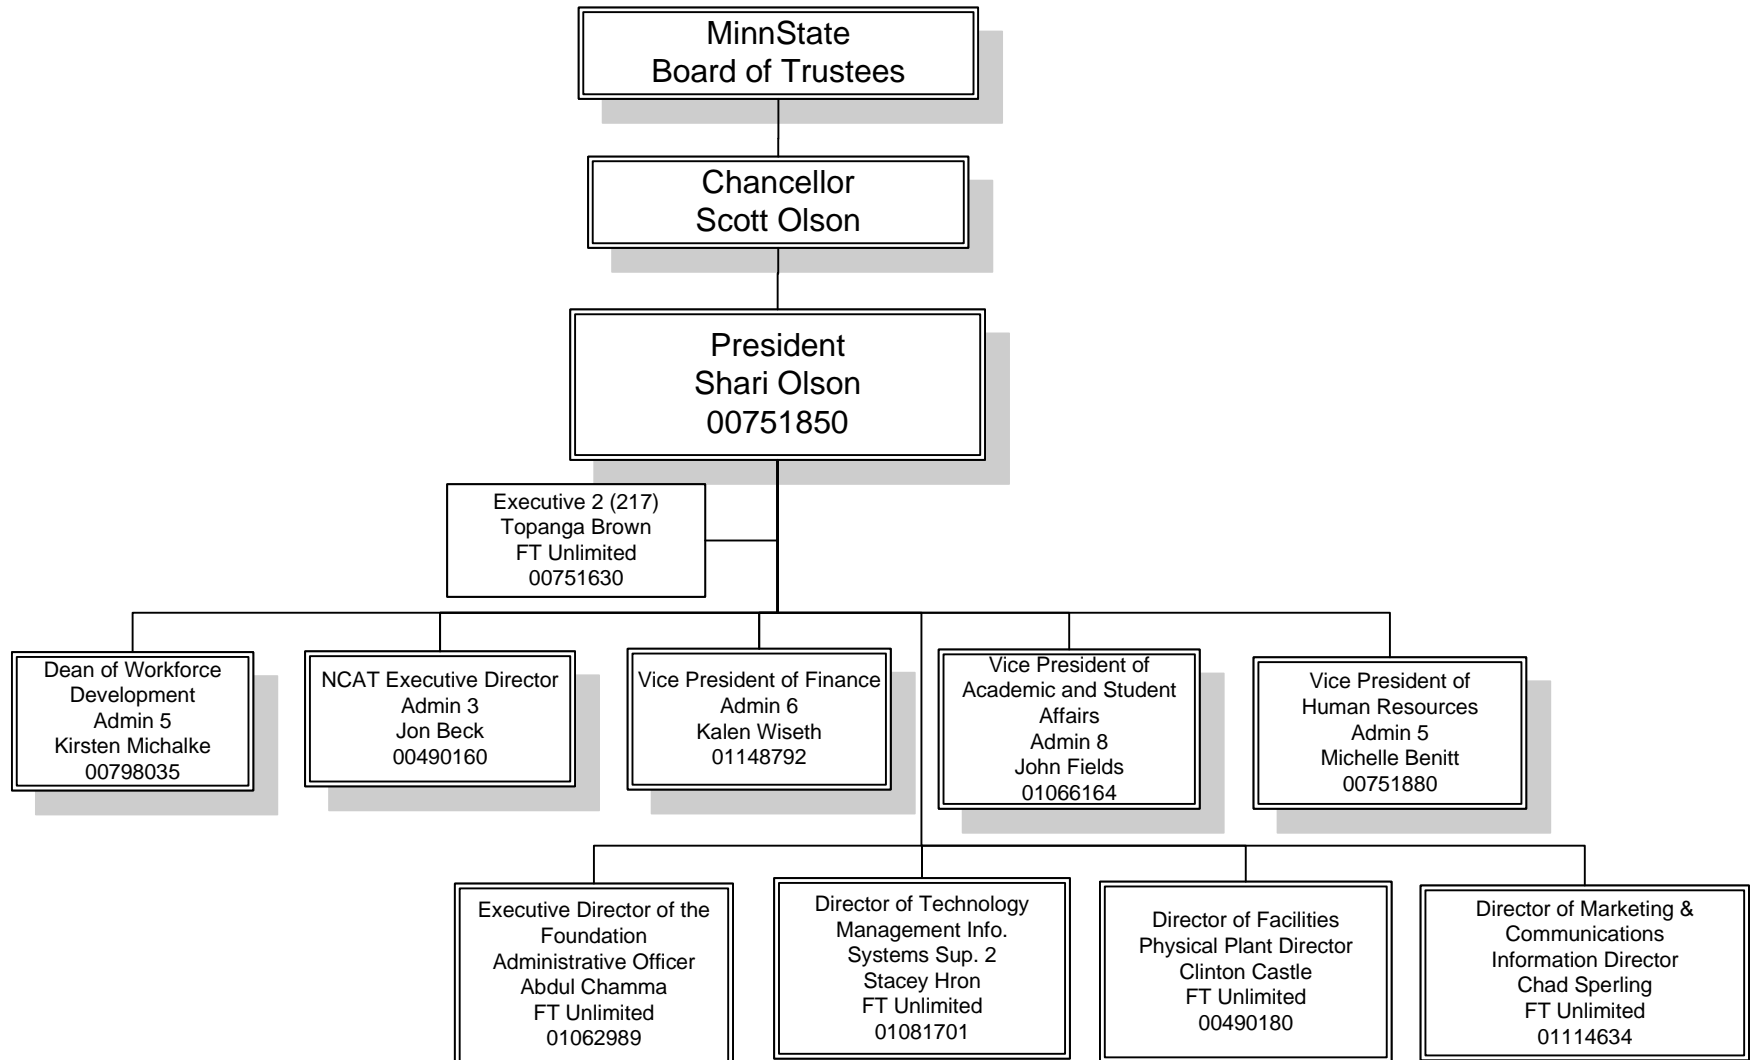 MinnState
Board of Trustees
Chancellor
Scott Olson
President
Shari Olson
00751850
Executive 2 (217)
Topanga Brown
FT Unlimited
00751630
Dean of Workforce
Development
Admin 5
Kirsten Michalke
00798035
NCAT Executive Director
Admin 3
Jon Beck
00490160
Vice President of Finance
Admin 6
Kalen Wiseth
01148792
Vice President of
Academic and Student
Affairs
Admin 8
John Fields
01066164
Vice President of
Human Resources
Admin 5
Michelle Benitt
00751880
Executive Director of the
Foundation
Administrative Officer
Abdul Chamma
FT Unlimited
01062989
Director of Technology
Management Info.
Systems Sup. 2
Stacey Hron
FT Unlimited
01081701
Director of Facilities
Physical Plant Director
Clinton Castle
FT Unlimited
00490180
Director of Marketing &
Communications
Information Director
Chad Sperling
FT Unlimited
01114634